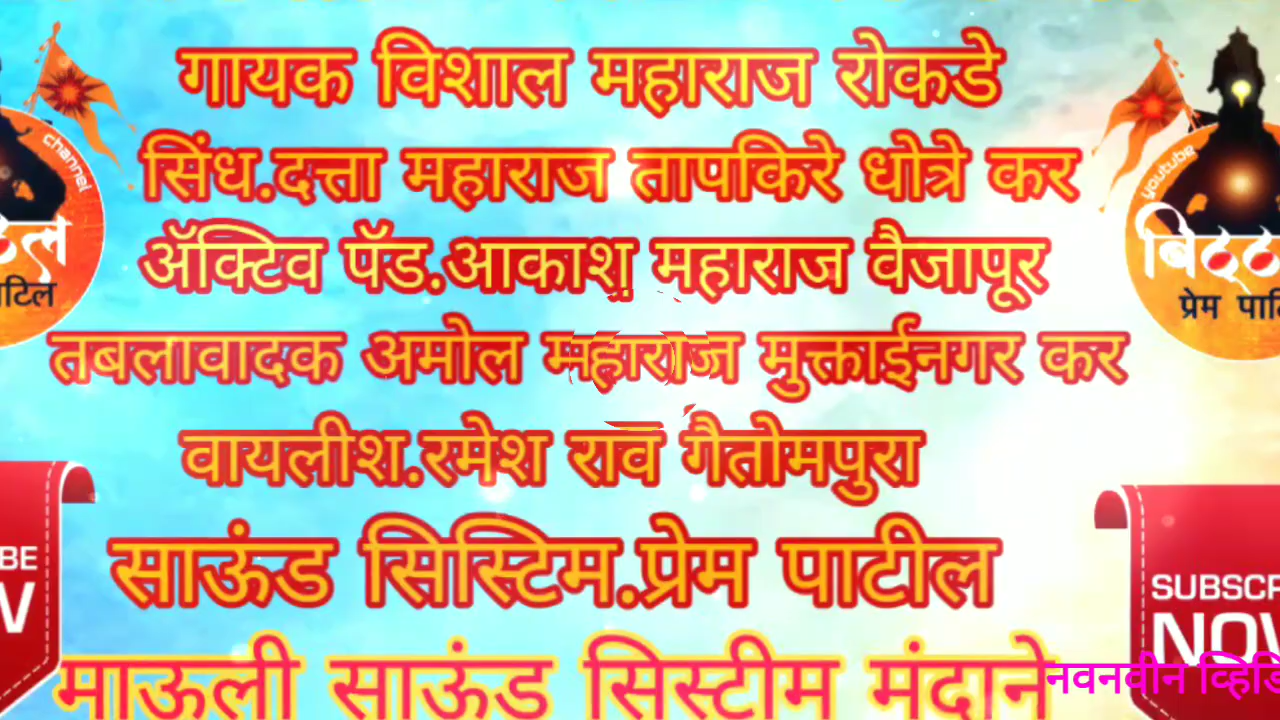 गायक विशाल महाराज रोकडे
सिंध.दत्ता महाराज तापकिरे धोत्रे कर
ॲक्टिव पॅड.आकाश महाराज वैजापूर
तबलावादक अमोल महाराज मुक्ताईनगर कर
वायलीश.रमेश राव गैतोमपुरा
साऊंड सिस्टिम.प्रेम पाटील
माऊली साऊंड सिस्टीम मंदाने
नवनवीन
channel
youtube
प्रेम
SUBSCR
NOW